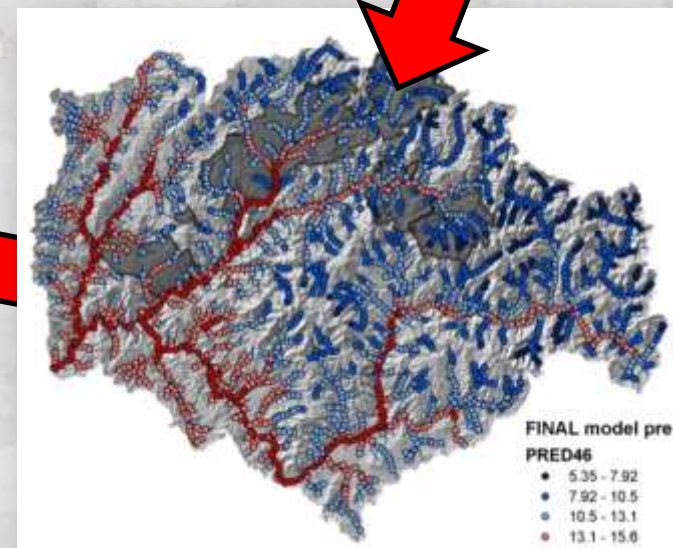 FINAL model pre
PRED46
5.35 - 7.92
7.92 - 10.5
10.5 - 13.1
13.1 - 15.6